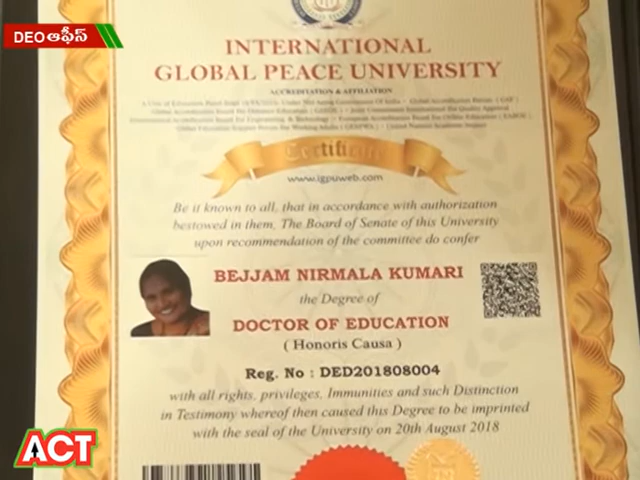 DEO ఆఫీస్
INTERNATIONAL
GLOBAL PEACE UNIVERSITY
ACCREDITATION & AFFILIATION
Certificate
www.igpuweb.com
Be it known to all, that in accordance with authorization
bestowed in them, The Board of Senate of this University
upon recommendation of the committee do confer
BEJJAM NIRMALA KUMARI
the Degree of
DOCTOR OF EDUCATION
( Honoris Causa )
Reg. No : DED201808004
with all rights, privileges, Immunities and such Distinction
in Testimony whereof then caused this Degree to be imprinted
with the seal of the University on 20th August 2018
ACT